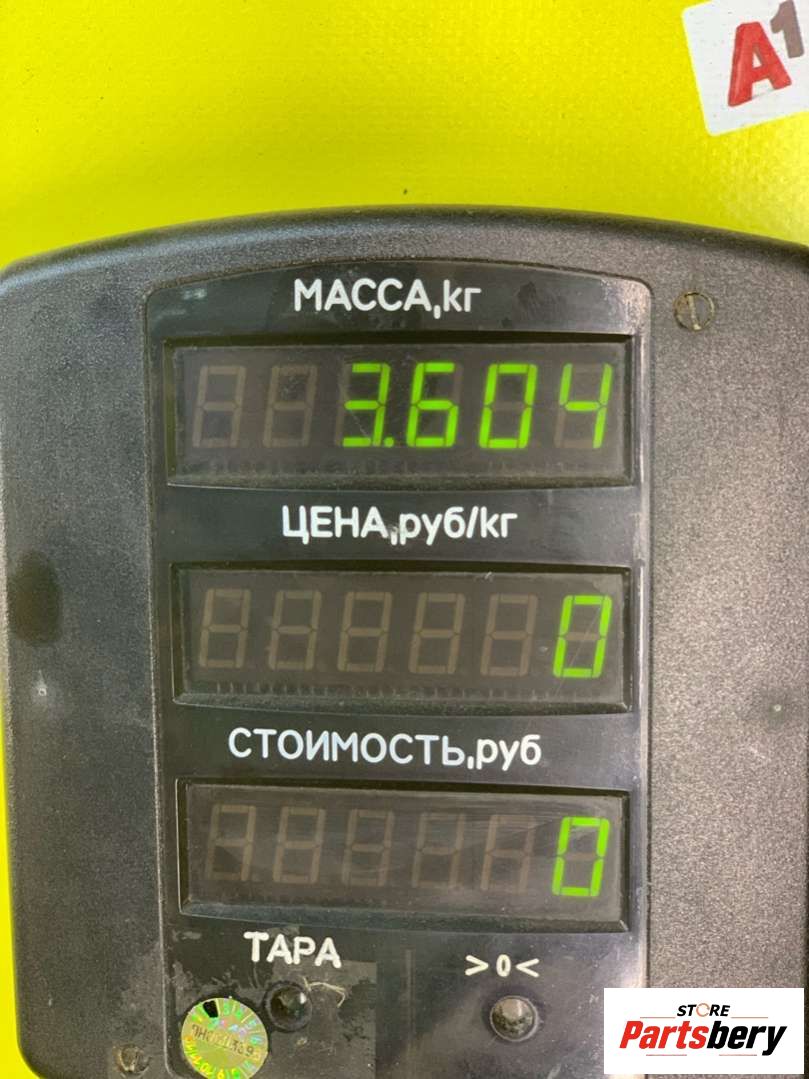 A1
МАССА,кг
3.604
ЦЕНА,руб/кг
0
СТОИМОСТЬ,руб
0
ТАРА >0<
STORE
Partsbery